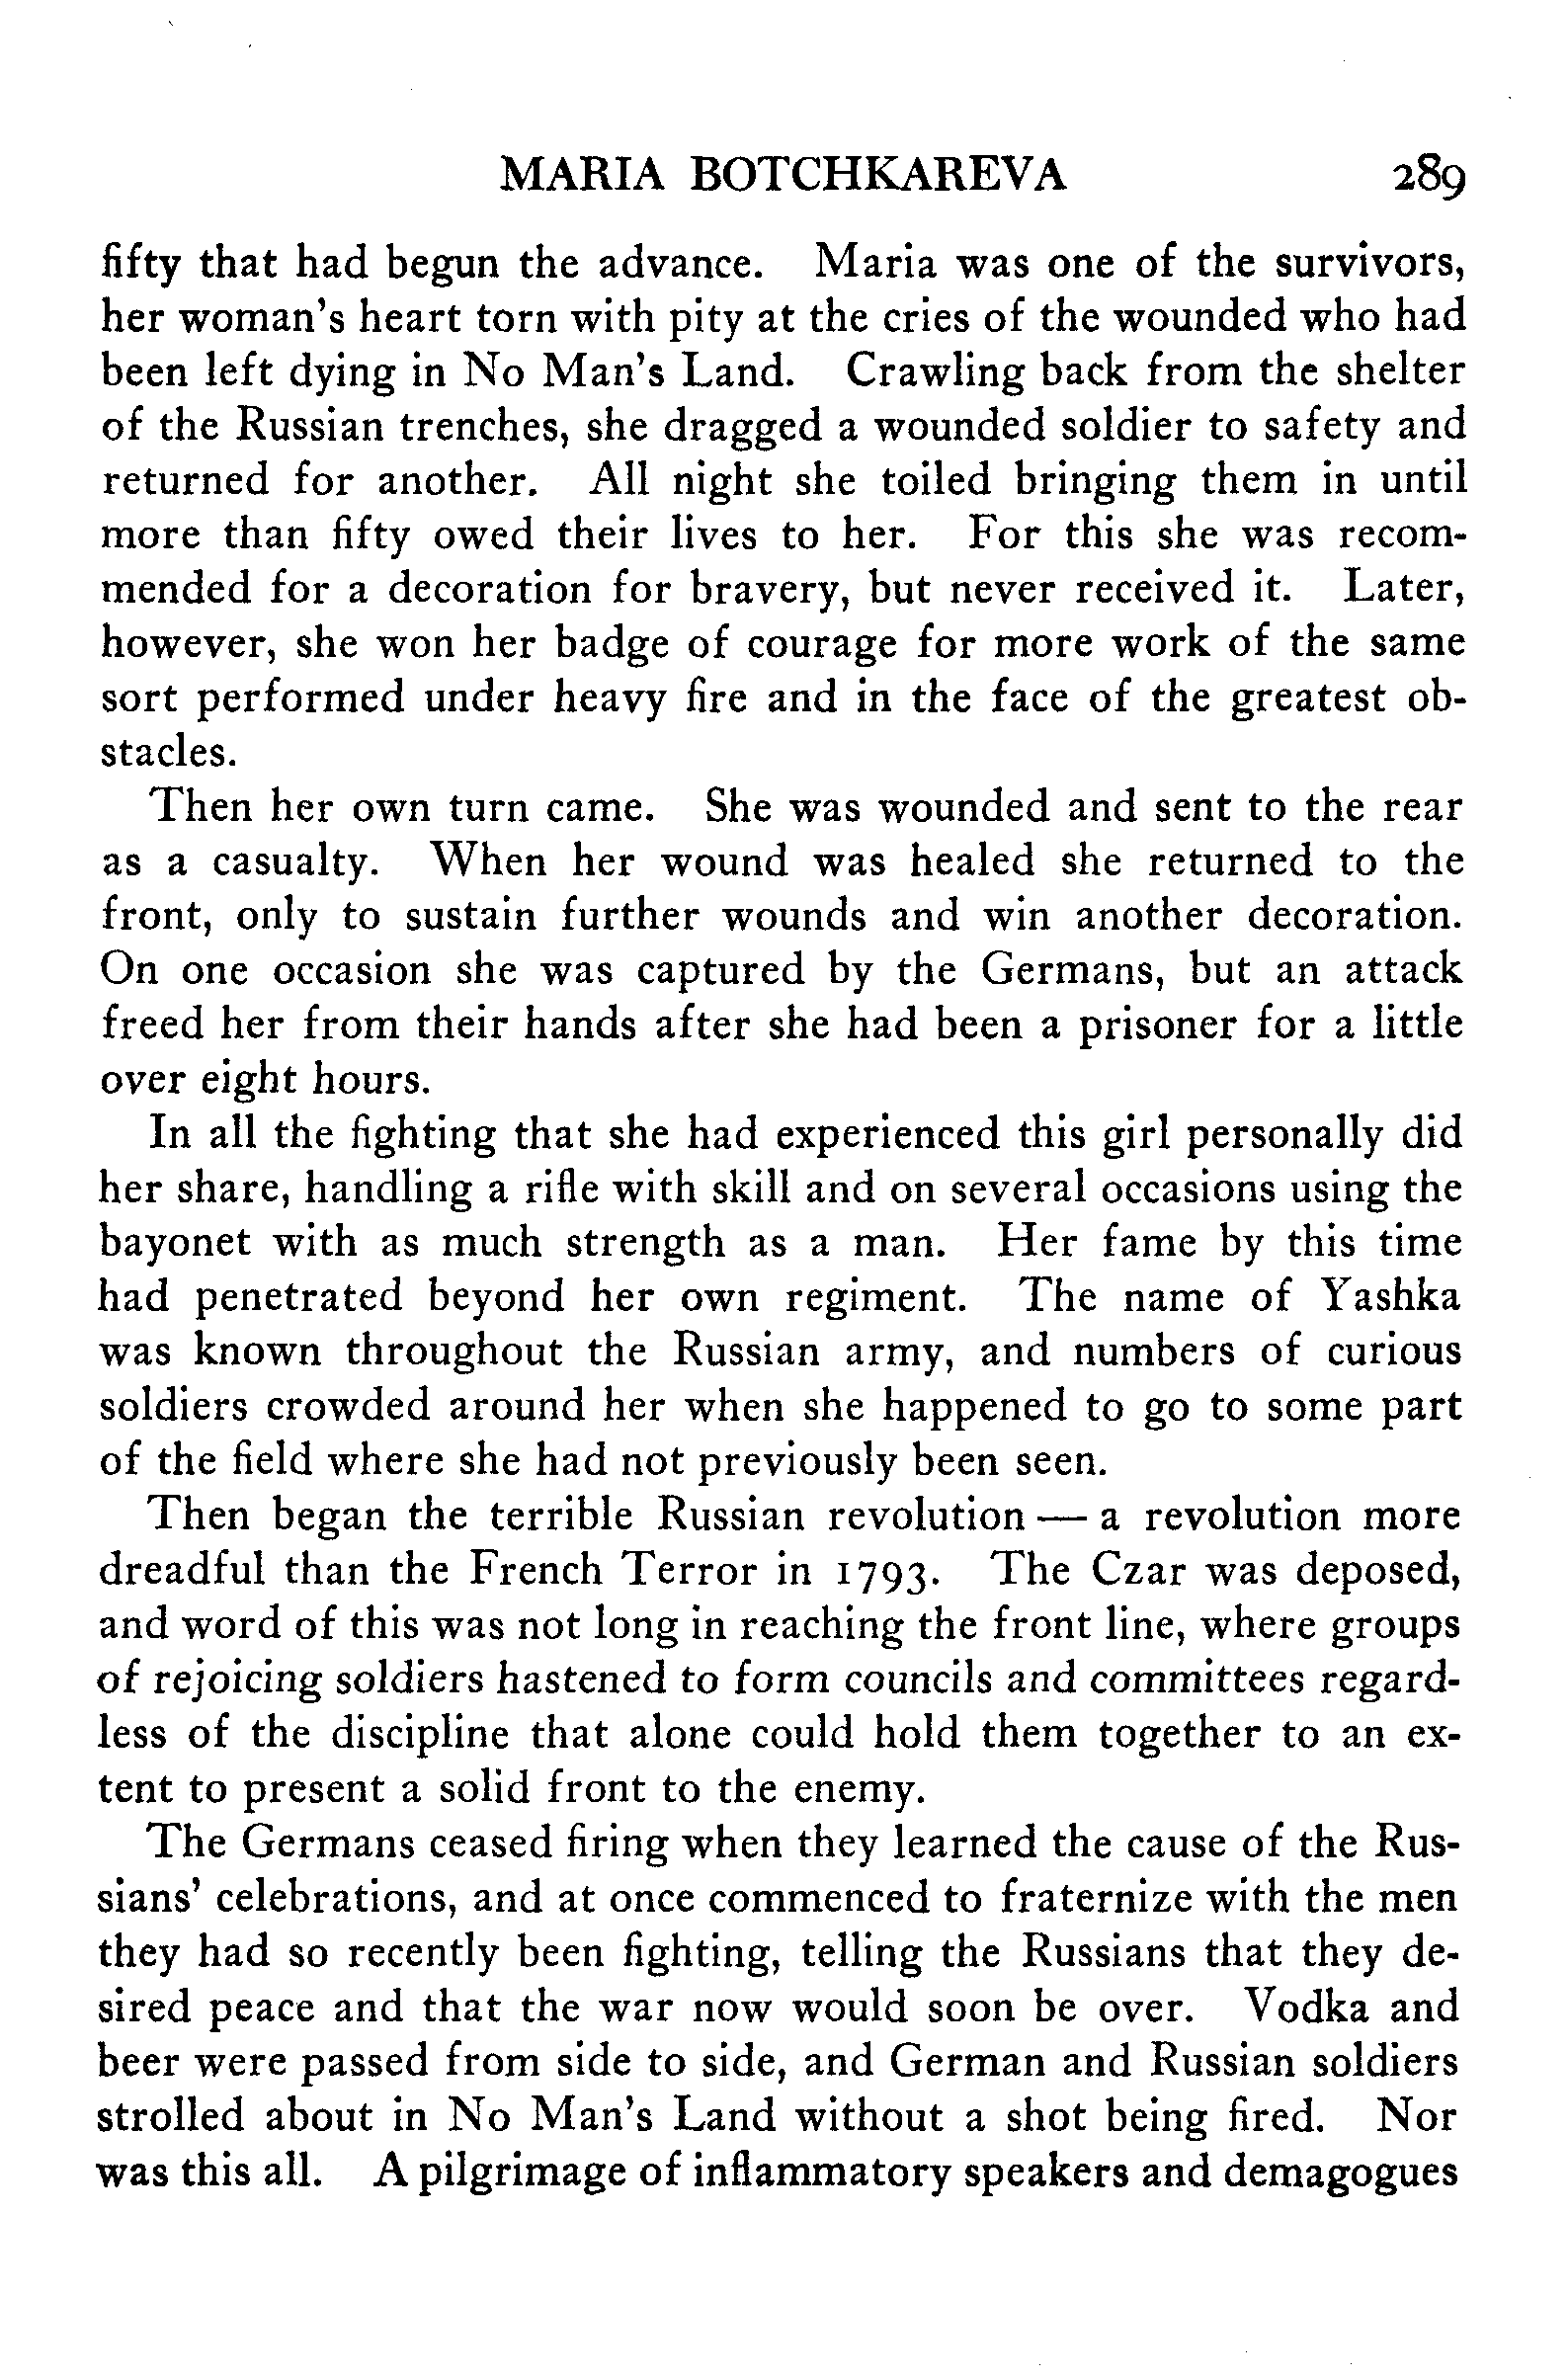 MARIA BOTCHKAREVA 289
fifty that had begun the advance. Maria was one of the survivors,
her woman's heart torn with pity at the cries of the wounded who had
been left dying in No Man's Land. Crawling back from the shelter
of the Russian trenches, she dragged a wounded soldier to safety and
returned for another. All night she toiled bringing them in until
more than fifty owed their lives to her. For this she was recom-
mended for a decoration for bravery, but never received it. Later,
however, she won her badge of courage for more work of the same
sort performed under heavy fire and in the face of the greatest ob-
stacles.
Then her own turn came. She was wounded and sent to the rear
as a casualty. When her wound was healed she returned to the
front, only to sustain further wounds and win another decoration.
On one occasion she was captured by the Germans, but an attack
freed her from their hands after she had been a prisoner for a little
over eight hours.
In all the fighting that she had experienced this girl personally did
her share, handling a rifle with skill and on several occasions using the
bayonet with as much strength as a man. Her fame by this time
had penetrated beyond her own regiment. The name of Yashka
was known throughout the Russian army, and numbers of curious
soldiers crowded around her when she happened to go to some part
of the field where she had not previously been seen.
Then began the terrible Russian revolution — a revolution more
dreadful than the French Terror in 1793. The Czar was deposed,
and word of this was not long in reaching the front line, where groups
of rejoicing soldiers hastened to form councils and committees regard-
less of the discipline that alone could hold them together to an ex-
tent to present a solid front to the enemy.
The Germans ceased firing when they learned the cause of the Rus-
sians' celebrations, and at once commenced to fraternize with the men
they had so recently been fighting, telling the Russians that they de-
sired peace and that the war now would soon be over. Vodka and
beer were passed from side to side, and German and Russian soldiers
strolled about in No Man's Land without a shot being fired. Nor
was this all. A pilgrimage of inflammatory speakers and demagogues